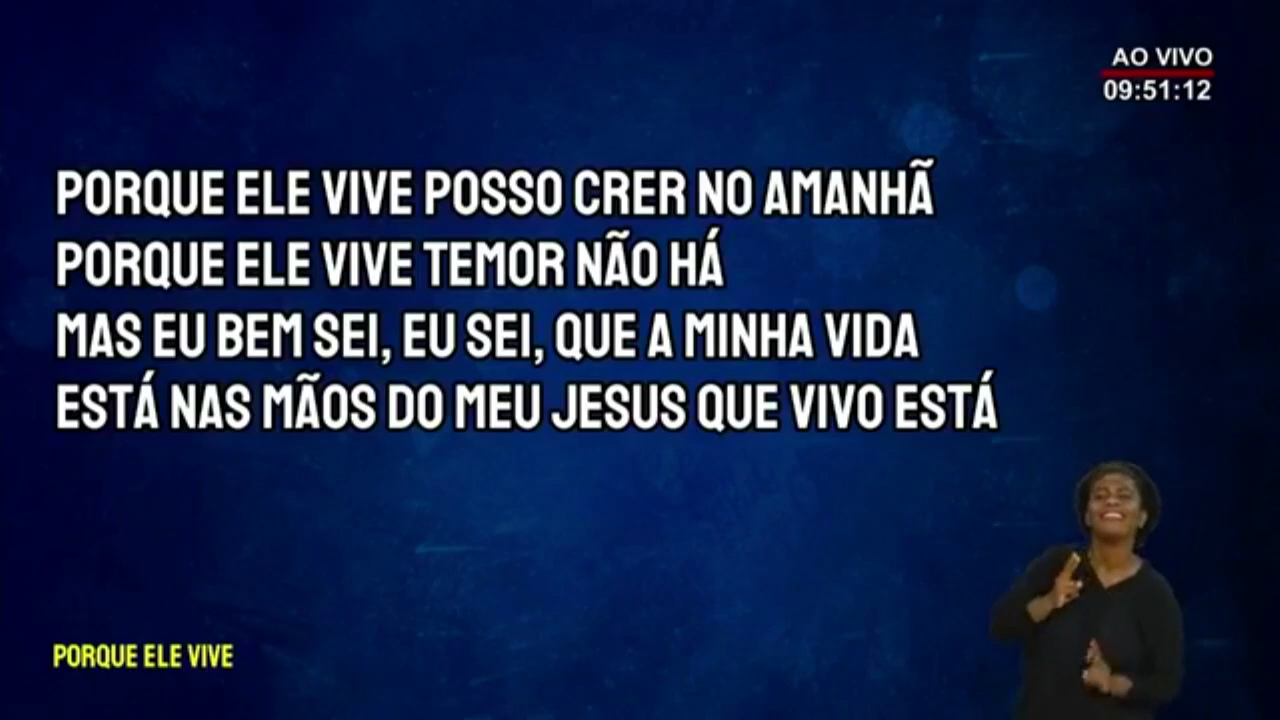 AO VIVO
09:51:12
PORQUE ELE VIVE POSSO CRER NO AMANHÃ
PORQUE ELE VIVE TEMOR NÃO HÁ
MAS EU BEM SEI, EU SEI, QUE A MINHA VIDA
ESTÁ NAS MÃOS DO MEU JESUS QUE VIVO ESTÁ
PORQUE ELE VIVE